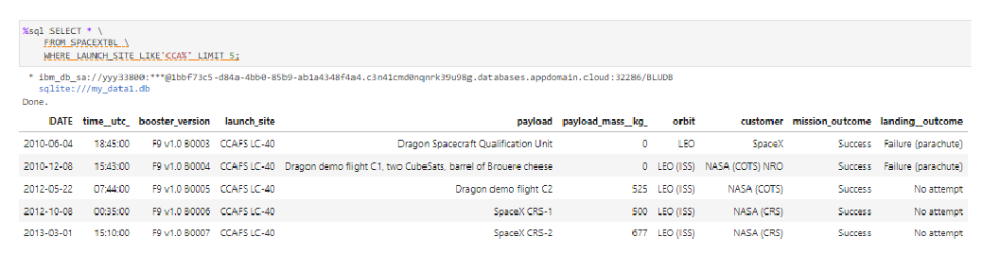 %sql SELECT * \
FROM SPACEXTBL \
WHERE LAUNCH_SITE LIKE'CCA%' LIMIT 5;
* ibm_db_sa://yyy33800:***@1bbf73c5-d84a-4bb0-85b9-ab1a4348f4a4.c3n41cmd0nqnrk39u98g.databases.appdomain.cloud:32286/BLUDB
sqlite:///my_data1.db
Done.
DATE time__utc_ booster_version launch_site payload payload_mass__kg_ orbit customer mission_outcome landing__outcome
2010-06-04 18:45:00 F9 v1.0 B0003 CCAFS LC-40 Dragon Spacecraft Qualification Unit 0 LEO SpaceX Success Failure (parachute)
2010-12-08 15:43:00 F9 v1.0 B0004 CCAFS LC-40 Dragon demo flight C1, two CubeSats, barrel of Brouere cheese 0 LEO (ISS) NASA (COTS) NRO Success Failure (parachute)
2012-05-22 07:44:00 F9 v1.0 B0005 CCAFS LC-40 Dragon demo flight C2 525 LEO (ISS) NASA (COTS) Success No attempt
2012-10-08 00:35:00 F9 v1.0 B0006 CCAFS LC-40 SpaceX CRS-1 500 LEO (ISS) NASA (CRS) Success No attempt
2013-03-01 15:10:00 F9 v1.0 B0007 CCAFS LC-40 SpaceX CRS-2 677 LEO (ISS) NASA (CRS) Success No attempt